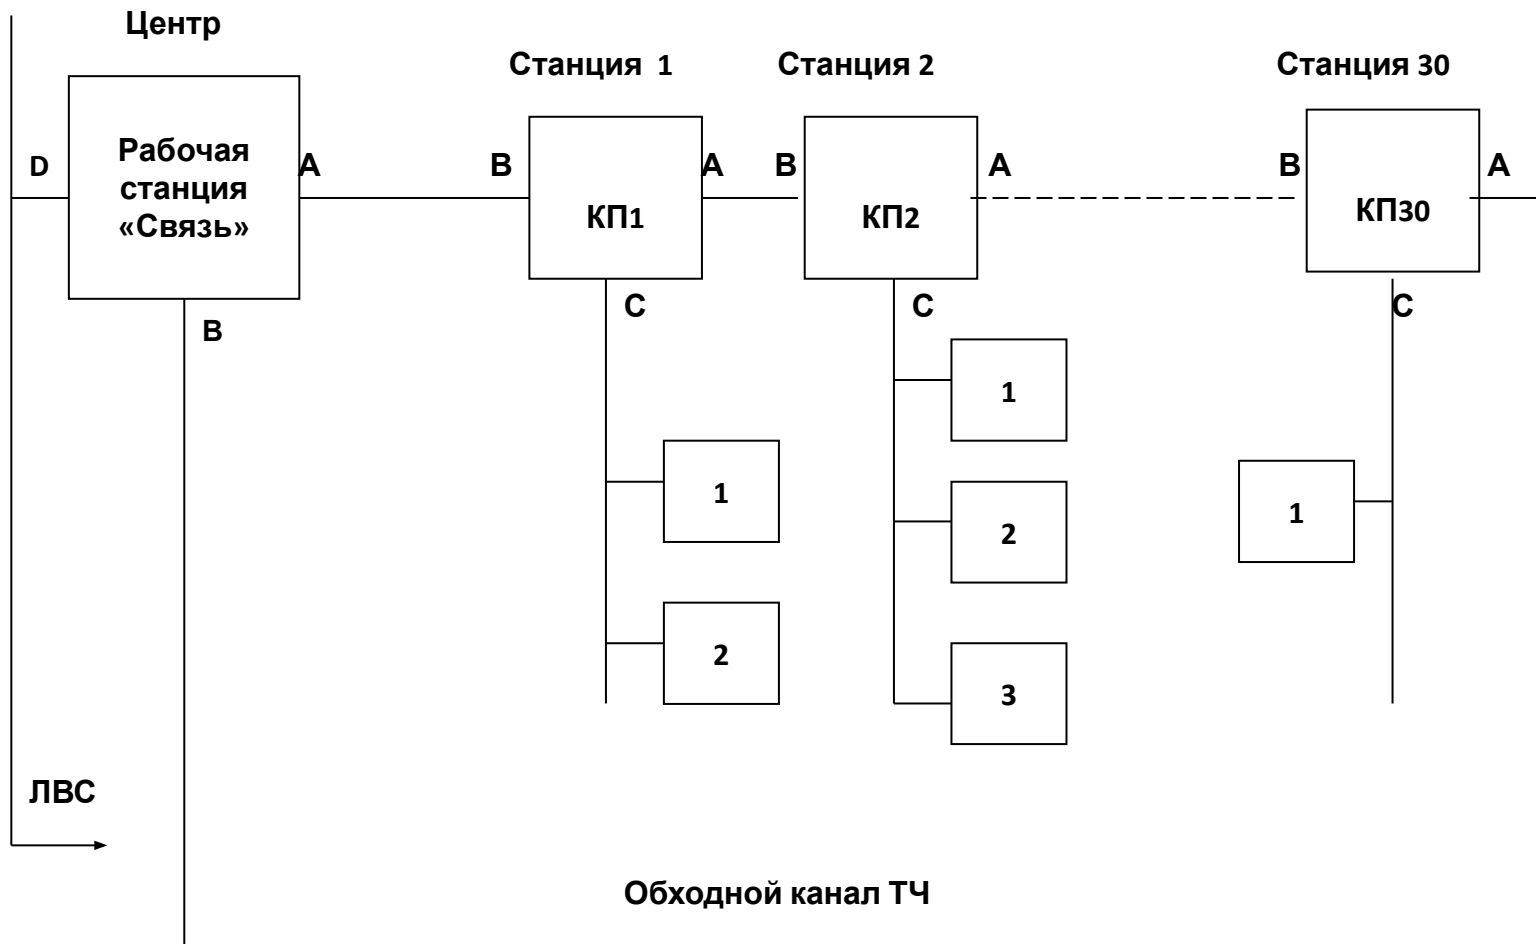 Центр
Станция 1
Станция 2
Станция 30
D
Рабочая
станция
«Связь»
А
В
КП1
А
В
КП2
А
В
КП30
А
В
С
С
С
1
2
1
2
3
1
ЛВС
Обходной канал ТЧ